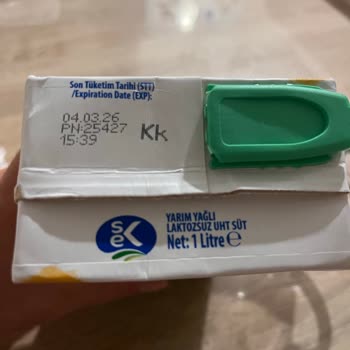 Son Tüketim Tarihi (STT)
/Expiration Date (EXP):
04.03.26
PN:25427
15:39
Kk
sek
YARIM YAĞLI
LAKTOZSUZ UHT SÜT
Net: 1 Litre ℮